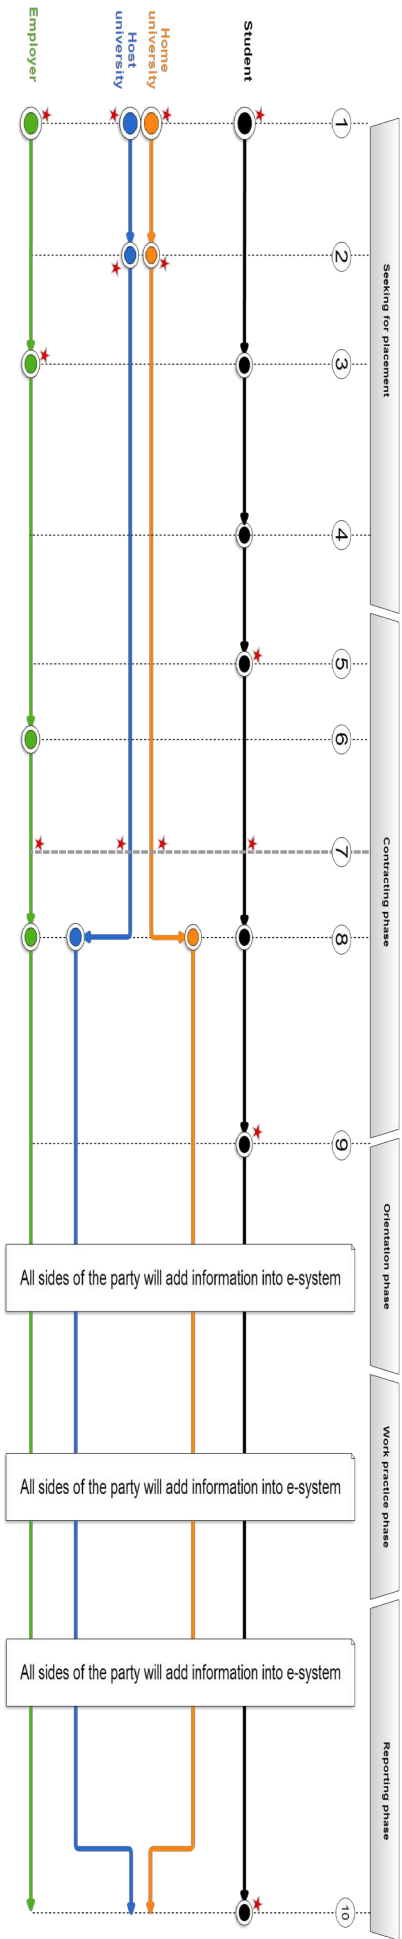 Seeking for placement
Contracting phase
Orientation phase
Work practice phase
Reporting phase
1
2
3
4
5
6
7
8
9
10
Student
Home
university
Host
university
Employer
All sides of the party will add information into e-system
All sides of the party will add information into e-system
All sides of the party will add information into e-system